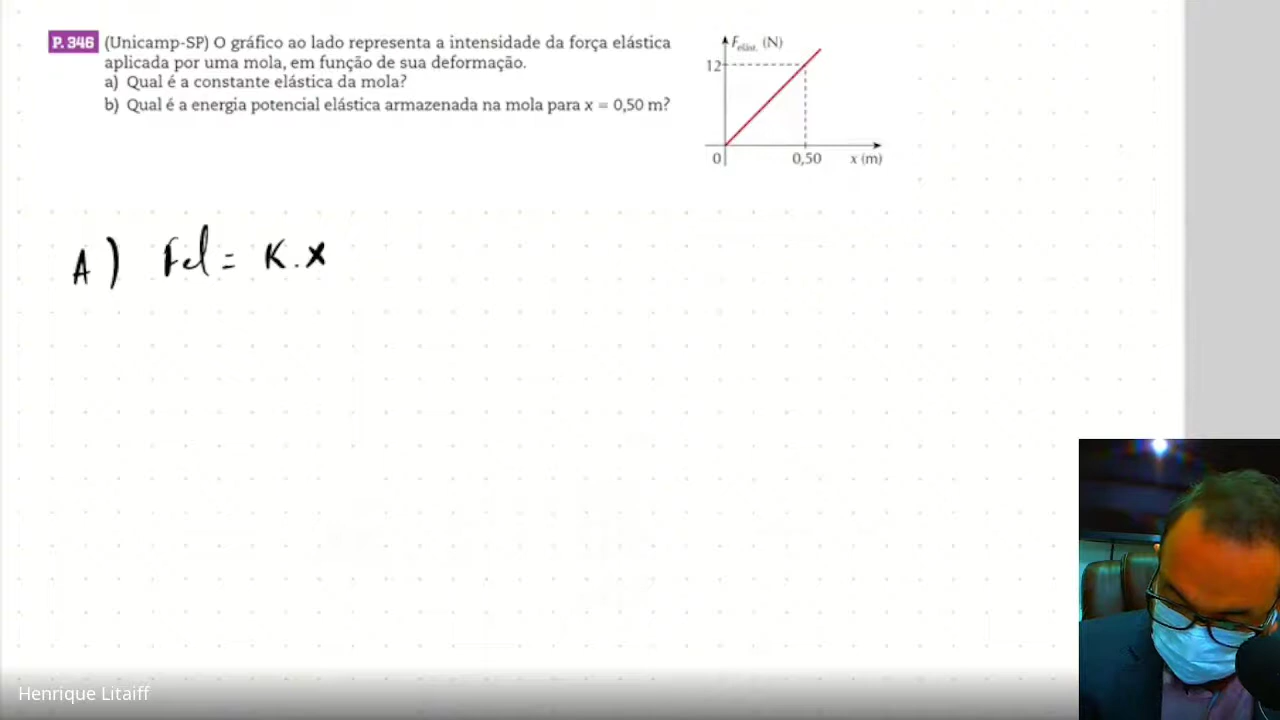 P. 346 (Unicamp-SP) O gráfico ao lado representa a intensidade da força elástica
aplicada por uma mola, em função de sua deformação.
a) Qual é a constante elástica da mola?
b) Qual é a energia potencial elástica armazenada na mola para x = 0,50 m?
Felást. (N)
12
0
0,50
x (m)
A) Fel = K.x
Henrique Litaiff